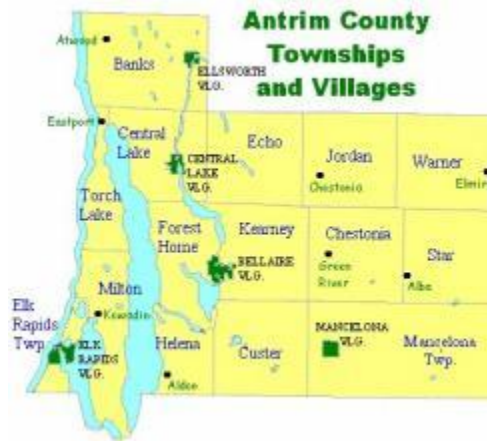 Antrim County
Townships
and Villages
Atwood
Banks
ELLSWORTH
VLG.
Eastport
Central
Lake
Echo
Jordan
Warner
CENTRAL
LAKE
VLG.
Chestonia
Elmira
Torch
Lake
Forest
Home
Kearney
Chestonia
Star
BELLAIRE
VLG.
Green
River
Alba
Milton
Elk
Rapids
Twp.
Kewadin
MANCELONA
VLG.
ELK
RAPIDS
VLG.
Helena
Custer
Mancelona
Twp.
Alden